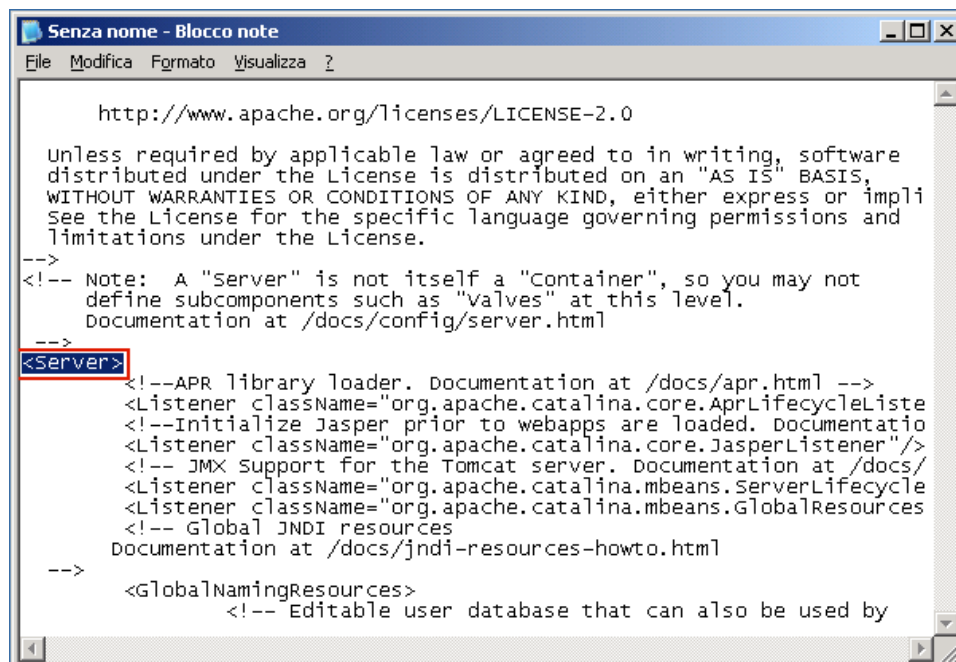 Senza nome - Blocco note
File Modifica Formato Visualizza ?
http://www.apache.org/licenses/LICENSE-2.0
Unless required by applicable law or agreed to in writing, software
distributed under the License is distributed on an "AS IS" BASIS,
WITHOUT WARRANTIES OR CONDITIONS OF ANY KIND, either express or impli
See the License for the specific language governing permissions and
limitations under the License.
-->
<!-- Note:  A "Server" is not itself a "Container", so you may not
define subcomponents such as "Valves" at this level.
Documentation at /docs/config/server.html
-->
<Server>
<!--APR library loader. Documentation at /docs/apr.html -->
<Listener className="org.apache.catalina.core.AprLifecycleListe
<!--Initialize Jasper prior to webapps are loaded. Documentatio
<Listener className="org.apache.catalina.core.JasperListener"/>
<!-- JMX Support for the Tomcat server. Documentation at /docs/
<Listener className="org.apache.catalina.mbeans.ServerLifecycle
<Listener className="org.apache.catalina.mbeans.GlobalResources
<!-- Global JNDI resources
Documentation at /docs/jndi-resources-howto.html
-->
<GlobalNamingResources>
<!-- Editable user database that can also be used by